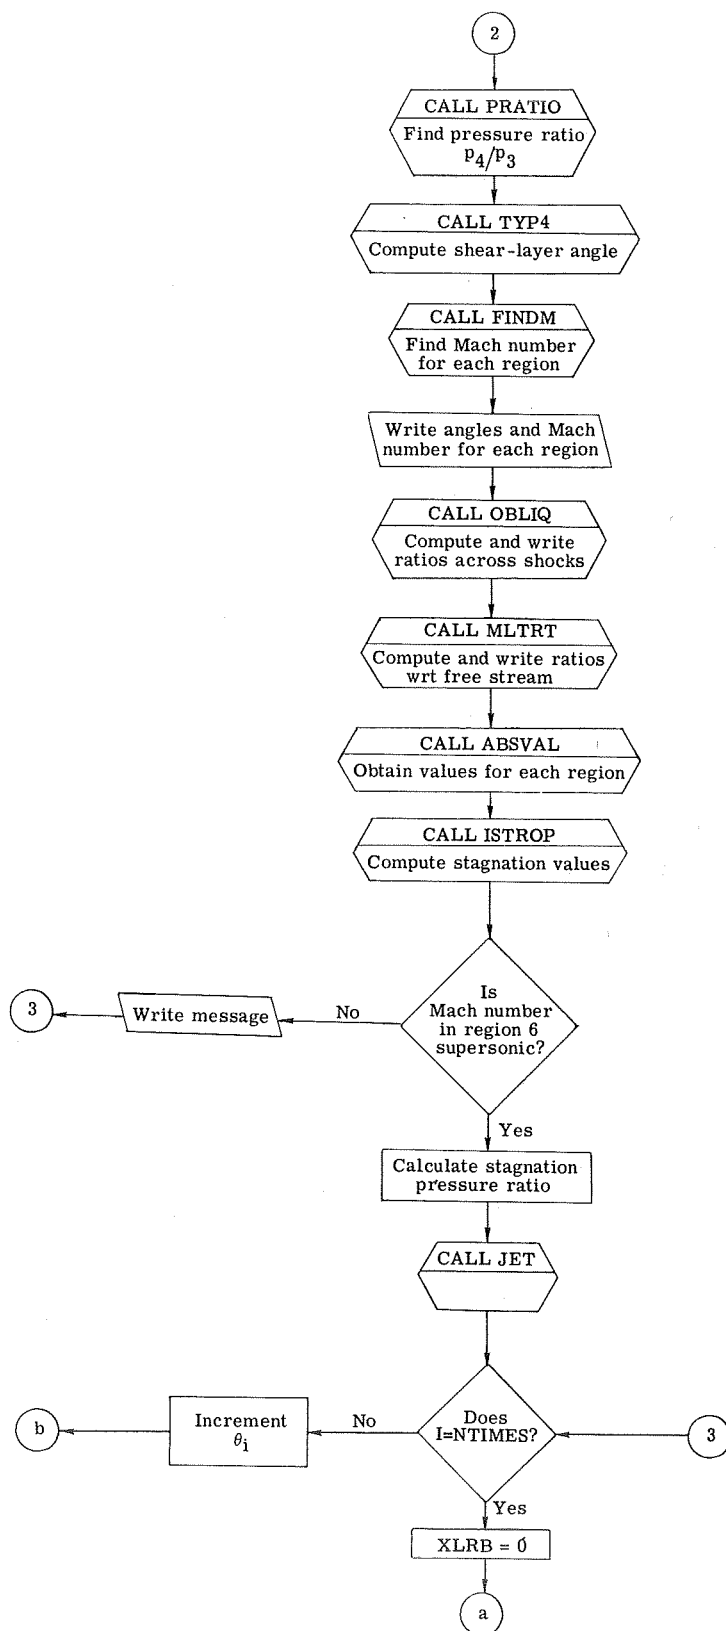 2
CALL PRATIO
Find pressure ratio
p4/p3
CALL TYP4
Compute shear-layer angle
CALL FINDM
Find Mach number
for each region
Write angles and Mach
number for each region
CALL OBLIQ
Compute and write
ratios across shocks
CALL MLTRT
Compute and write ratios
wrt free stream
CALL ABSVAL
Obtain values for each region
CALL ISTROP
Compute stagnation values
Is
Mach number
in region 6
supersonic?
No
Write message
3
Yes
Calculate stagnation
pressure ratio
CALL JET
Does
I=NTIMES?
3
No
Increment
θi
b
Yes
XLRB = 0
a